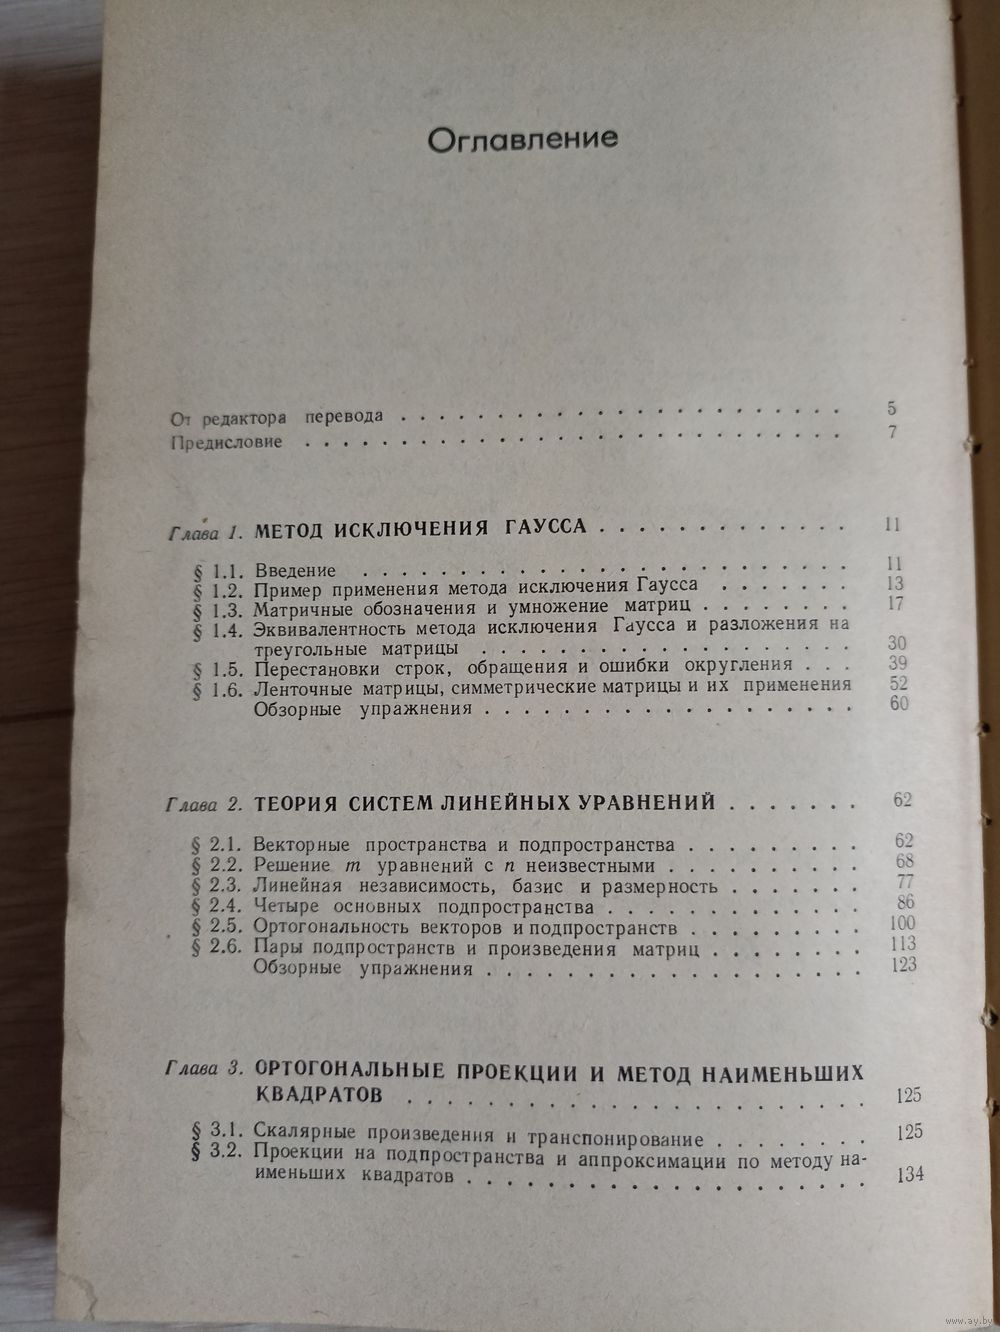 Оглавление
От редактора перевода . . . . . . . . . . . . . . . . . . . . . . . 5
Предисловие . . . . . . . . . . . . . . . . . . . . . . . . . . . . 7
Глава 1. МЕТОД ИСКЛЮЧЕНИЯ ГАУССА . . . . . . . . . . . . . 11
§ 1.1. Введение . . . . . . . . . . . . . . . . . . . . . . . . . 11
§ 1.2. Пример применения метода исключения Гаусса . . . . . . . 13
§ 1.3. Матричные обозначения и умножение матриц . . . . . . . . 17
§ 1.4. Эквивалентность метода исключения Гаусса и разложения на
треугольные матрицы . . . . . . . . . . . . . . . . . . . . 30
§ 1.5. Перестановки строк, обращения и ошибки округления . . . 39
§ 1.6. Ленточные матрицы, симметрические матрицы и их применения 52
Обзорные упражнения . . . . . . . . . . . . . . . . . . . 60
Глава 2. ТЕОРИЯ СИСТЕМ ЛИНЕЙНЫХ УРАВНЕНИЙ . . . . . . . 62
§ 2.1. Векторные пространства и подпространства . . . . . . . . . 62
§ 2.2. Решение m уравнений с n неизвестными . . . . . . . . . . 68
§ 2.3. Линейная независимость, базис и размерность . . . . . . . 77
§ 2.4. Четыре основных подпространства . . . . . . . . . . . . . 86
§ 2.5. Ортогональность векторов и подпространств . . . . . . . . . 100
§ 2.6. Пары подпространств и произведения матриц . . . . . . . . 113
Обзорные упражнения . . . . . . . . . . . . . . . . . . . 123
Глава 3. ОРТОГОНАЛЬНЫЕ ПРОЕКЦИИ И МЕТОД НАИМЕНЬШИХ
КВАДРАТОВ . . . . . . . . . . . . . . . . . . 125
§ 3.1. Скалярные произведения и транспонирование . . . . . . . . 125
§ 3.2. Проекции на подпространства и аппроксимации по методу на-
именьших квадратов . . . . . . . . . . . . . . . . . . . . 134
www.ay.by